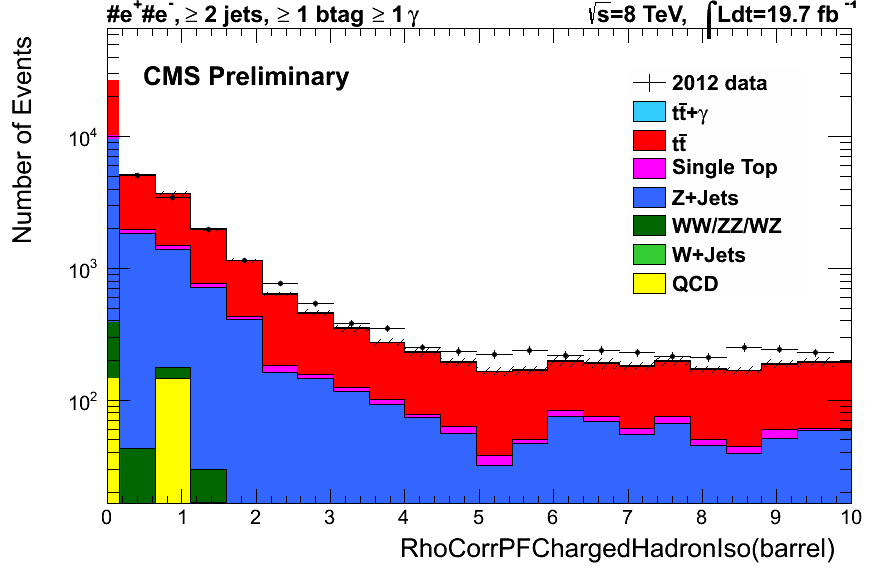 #e⁺#e⁻, ≥ 2 jets, ≥ 1 btag ≥ 1 γ √s=8 TeV, ∫Ldt=19.7 fb⁻¹
CMS Preliminary
2012 data
tt̄+γ
tt̄
Single Top
Z+Jets
WW/ZZ/WZ
W+Jets
QCD
Number of Events
10⁴
10³
10²
0 1 2 3 4 5 6 7 8 9 10
RhoCorrPFChargedHadronIso(barrel)